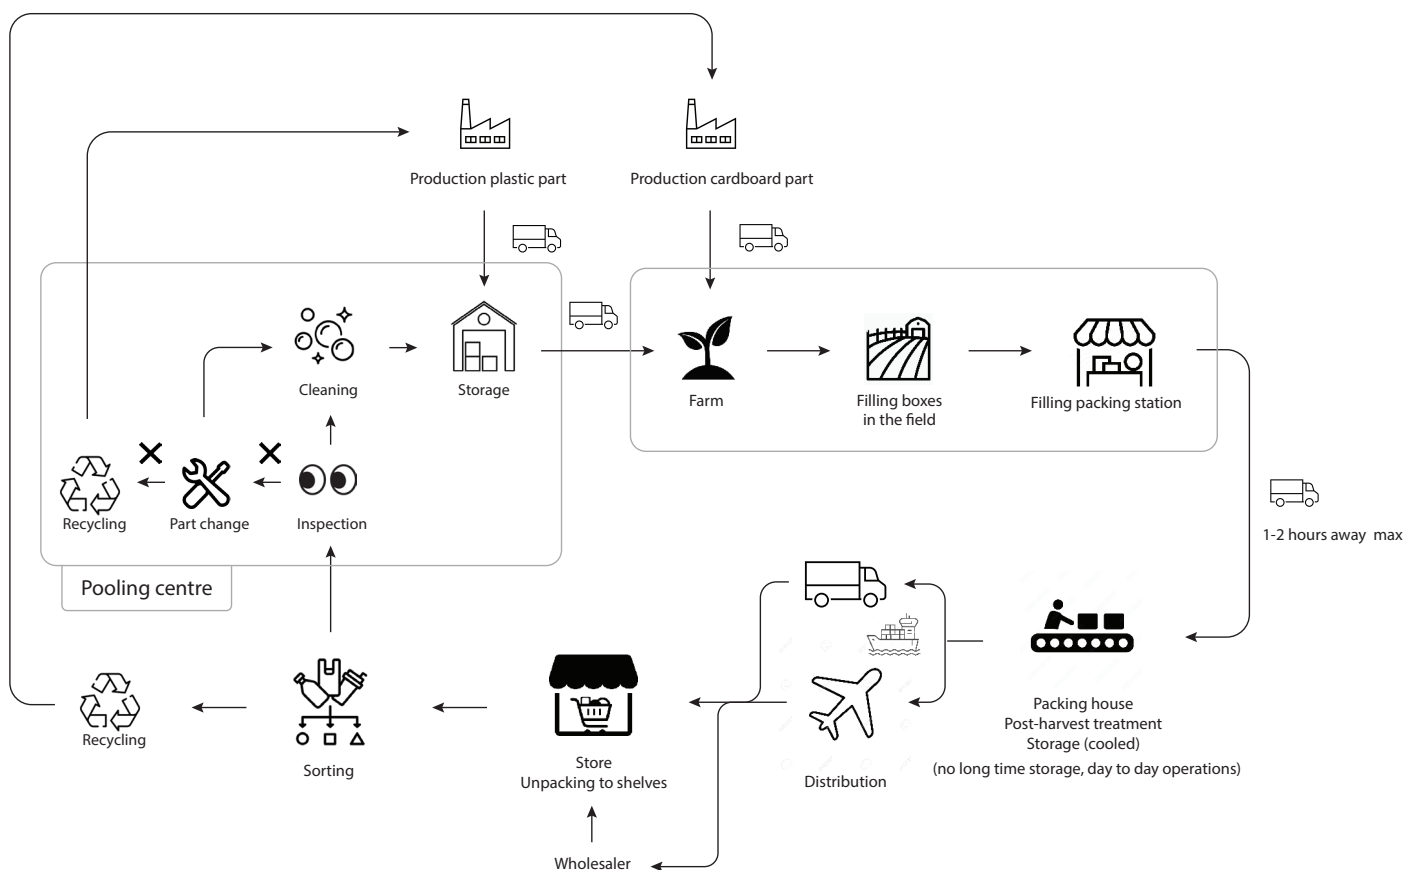 Production plastic part
Production cardboard part
Cleaning
Storage
Farm
Filling boxes
in the field
Filling packing station
Recycling
Part change
Inspection
1-2 hours away  max
Pooling centre
Packing house
Post-harvest treatment
Storage (cooled)
(no long time storage, day to day operations)
Distribution
Store
Unpacking to shelves
Sorting
Recycling
Wholesaler